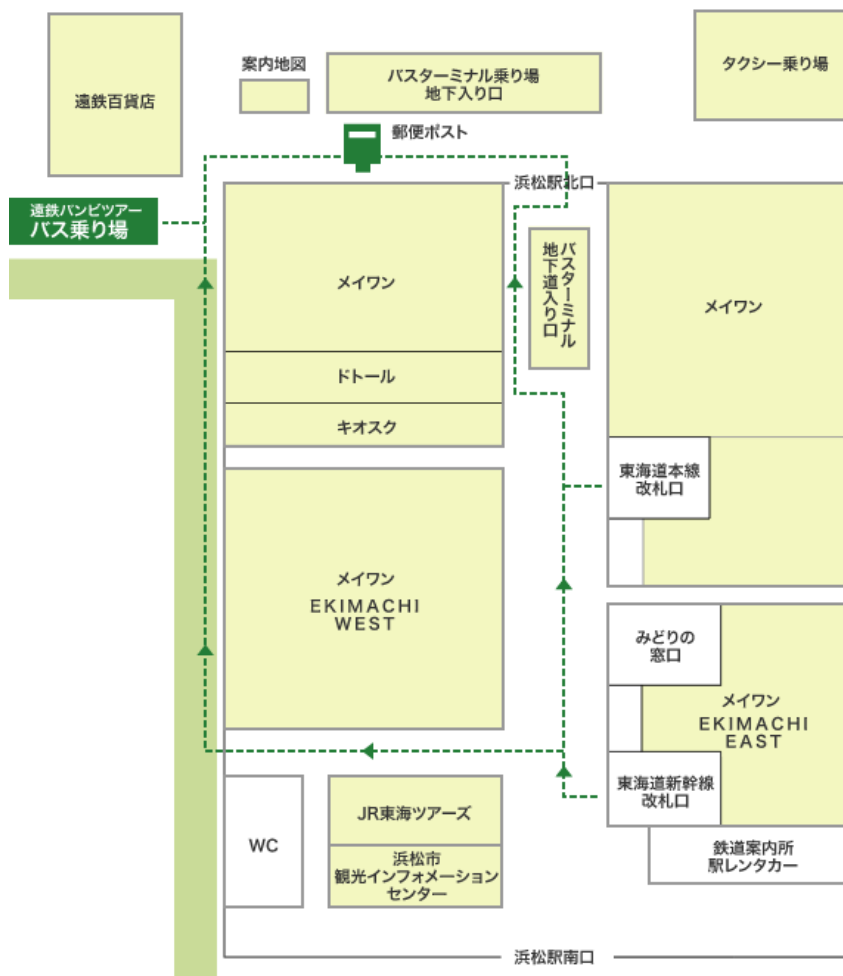 遠鉄百貨店
案内地図
バスターミナル乗り場
地下入り口
タクシー乗り場
郵便ポスト
浜松駅北口
遠鉄バンビツアー
バス乗り場
メイワン
ドトール
キオスク
バスターミナル
地下道入り口
メイワン
東海道本線
改札口
メイワン
EKIMACHI
WEST
みどりの
窓口
メイワン
EKIMACHI
EAST
東海道新幹線
改札口
WC
JR東海ツアーズ
浜松市
観光インフォメーション
センター
鉄道案内所
駅レンタカー
浜松駅南口